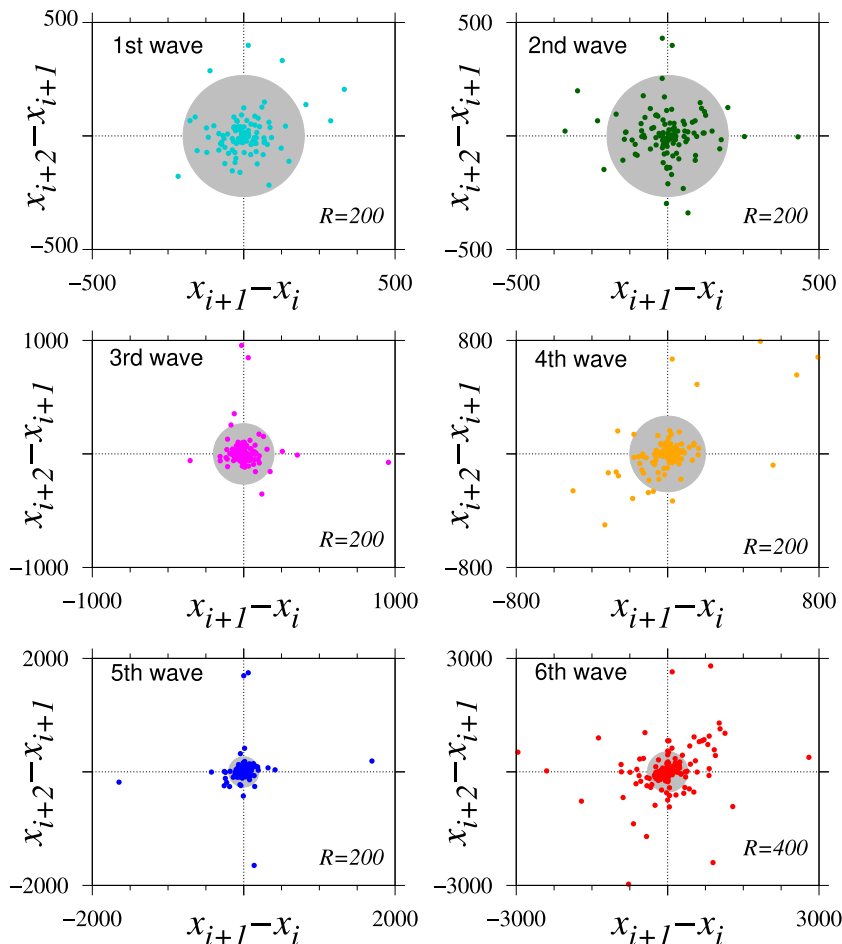 500
1st wave
x_{i+2}−x_{i+1}
R=200
−500
−500
500
x_{i+1}−x_i
500
2nd wave
x_{i+2}−x_{i+1}
R=200
−500
−500
500
x_{i+1}−x_i
1000
3rd wave
x_{i+2}−x_{i+1}
R=200
−1000
−1000
1000
x_{i+1}−x_i
800
4th wave
x_{i+2}−x_{i+1}
R=200
−800
−800
800
x_{i+1}−x_i
2000
5th wave
x_{i+2}−x_{i+1}
R=200
−2000
−2000
2000
x_{i+1}−x_i
3000
6th wave
x_{i+2}−x_{i+1}
R=400
−3000
−3000
3000
x_{i+1}−x_i